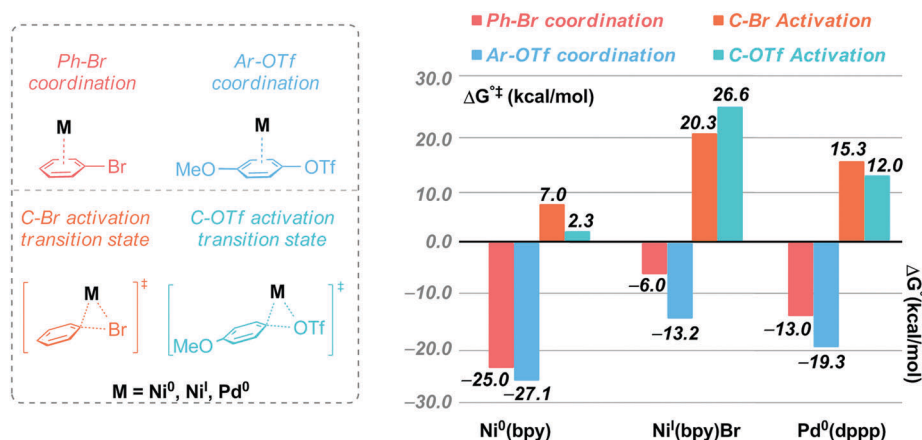 Ph-Br
coordination
Ar-OTf
coordination
M
Br
M
MeO
OTf
C-Br activation
transition state
C-OTf activation
transition state
M
Br
‡
M
OTf
MeO
‡
M = Ni⁰, Niᴵ, Pd⁰
Ph-Br coordination
C-Br Activation
Ar-OTf coordination
C-OTf Activation
ΔG°‡ (kcal/mol)
30.0
20.0
10.0
0.0
–10.0
–20.0
–30.0
–25.0
–27.1
7.0
2.3
–6.0
–13.2
20.3
26.6
–13.0
–19.3
15.3
12.0
ΔG°
(kcal/mol)
Ni⁰(bpy)
Niᴵ(bpy)Br
Pd⁰(dppp)